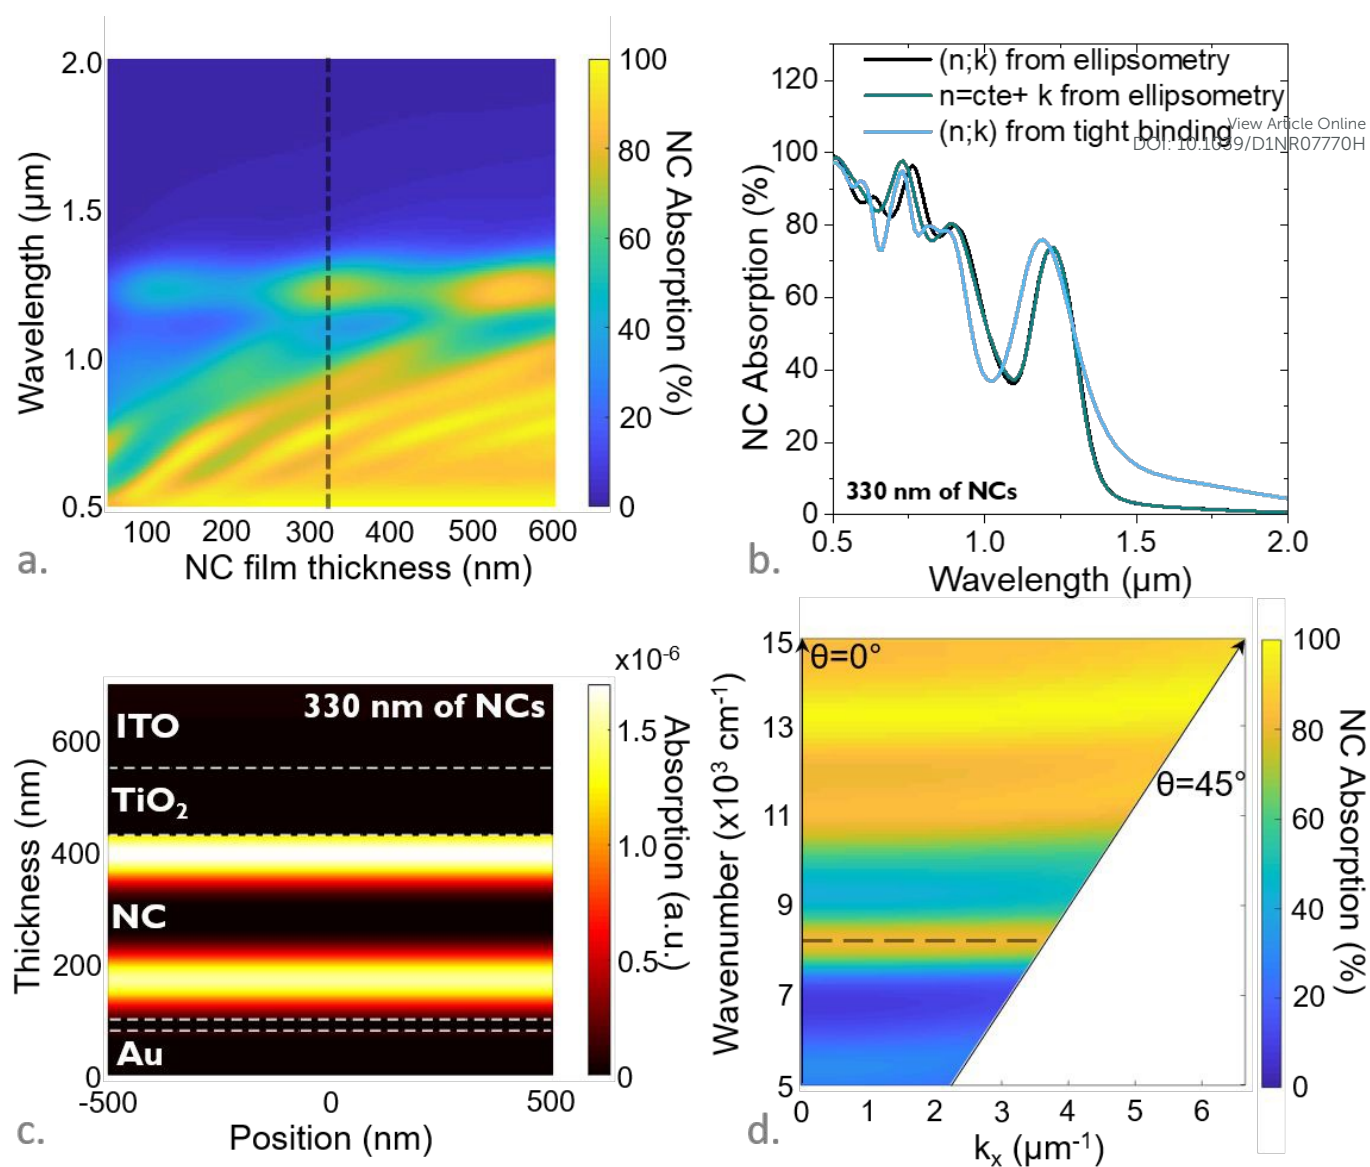 2.0
1.5
1.0
0.5
Wavelength (µm)
100 200 300 400 500 600
NC film thickness (nm)
100
80
60
40
20
0
NC Absorption (%)
a.
(n;k) from ellipsometry
n=cte+ k from ellipsometry
(n;k) from tight binding
View Article Online
DOI: 10.1039/D1NR07770H
120
100
80
60
40
20
0
NC Absorption (%)
330 nm of NCs
0.5 1.0 1.5 2.0
Wavelength (µm)
b.
x10-6
330 nm of NCs
ITO
TiO2
NC
Au
600
400
200
0
Thickness (nm)
-500 0 500
Position (nm)
1.5
1.0
0.5
0
Absorption (a.u.)
c.
15
13
11
9
7
5
Wavenumber (x10³ cm-1)
θ=0°
θ=45°
0 1 2 3 4 5 6
kx (µm-1)
100
80
60
40
20
0
NC Absorption (%)
d.